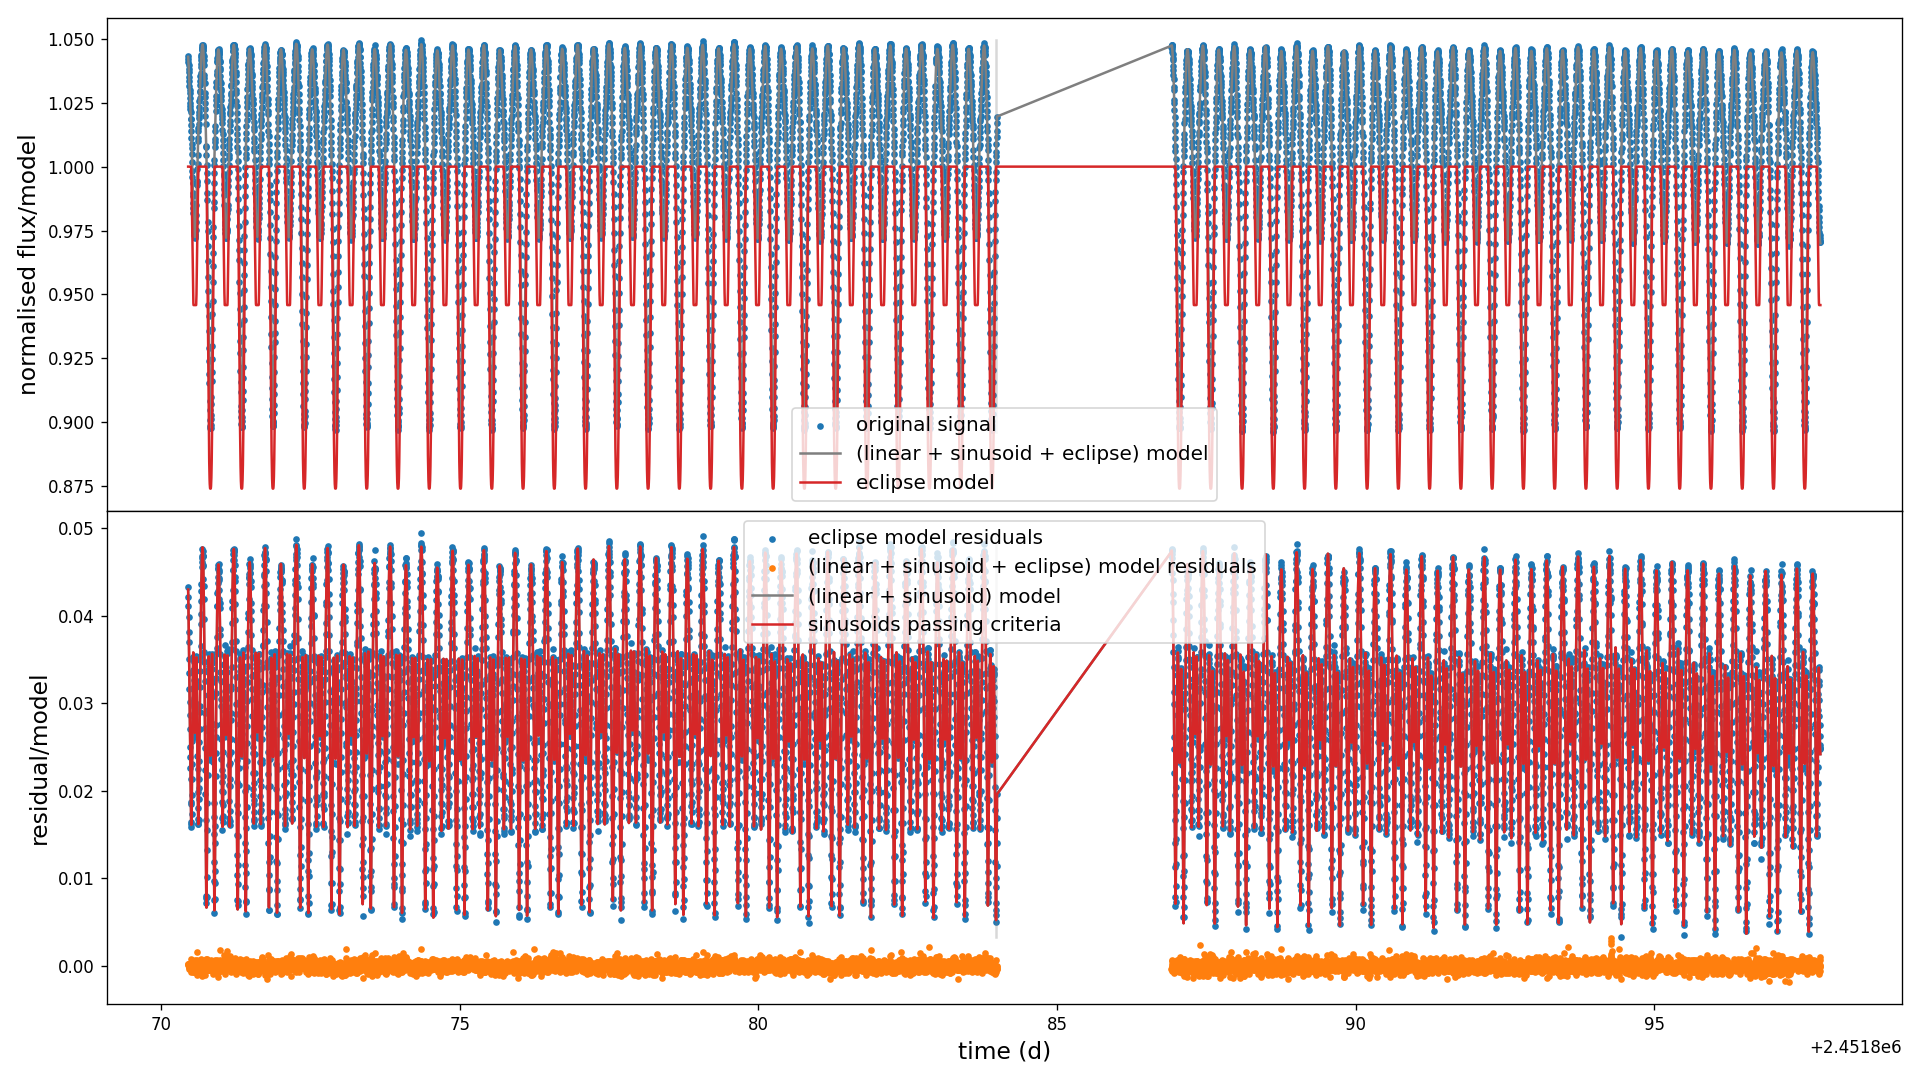 normalised flux/model
1.050
1.025
1.000
0.975
0.950
0.925
0.900
0.875
original signal
(linear + sinusoid + eclipse) model
eclipse model
residual/model
0.05
0.04
0.03
0.02
0.01
0.00
eclipse model residuals
(linear + sinusoid + eclipse) model residuals
(linear + sinusoid) model
sinusoids passing criteria
70 75 80 85 90 95
time (d)
+2.4518e6